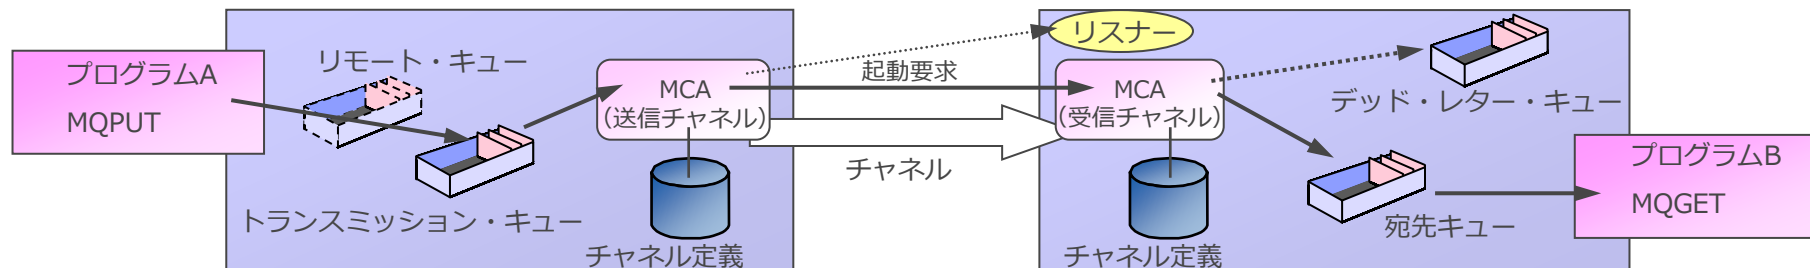 プログラムA
MQPUT
リモート・キュー
トランスミッション・キュー
MCA
(送信チャネル)
チャネル定義
起動要求
チャネル
リスナー
MCA
(受信チャネル)
チャネル定義
デッド・レター・キュー
宛先キュー
プログラムB
MQGET